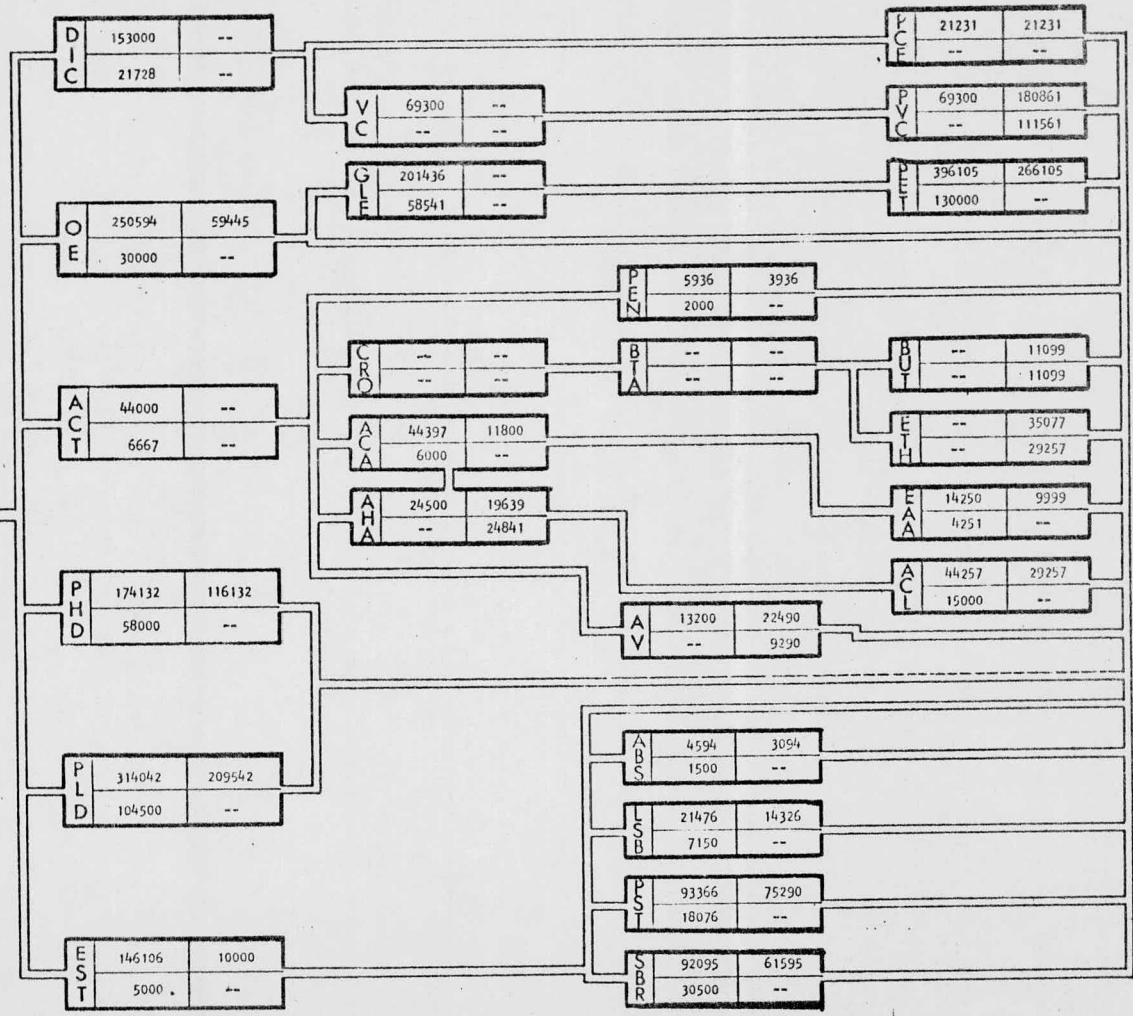 DIC 153000 --
21728 --
PCE 21231 21231
-- --
VC 69300 --
-- --
PVC 69300 180861
-- 111561
GLE 201436 --
58541 --
PET 396105 266105
130000 --
OE 250594 59445
30000 --
PEN 5936 3936
2000 --
CRO -- --
-- --
BTA -- --
-- --
BUT -- 11099
-- 11099
ACT 44000 --
6667 --
ACA 44397 11800
6000 --
ETH -- 35077
-- 29257
AHA 24500 19639
-- 24841
EAA 14250 9999
4251 --
ACL 44257 29257
15000 --
PHD 174132 116132
58000 --
AV 13200 22490
-- 9290
PLD 314042 209542
104500 --
ABS 4594 3094
1500 --
LSB 21476 14326
7150 --
PST 93366 75290
18076 --
EST 146106 10000
5000 --
SBR 92095 61595
30500 --